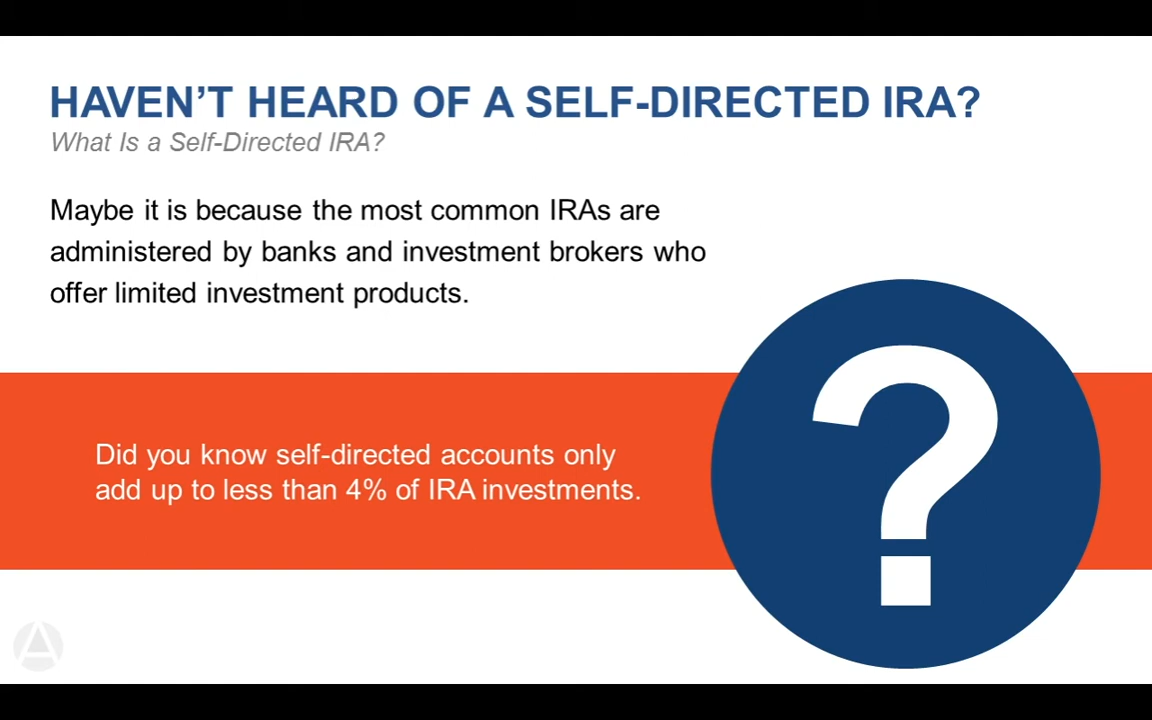 HAVEN’T HEARD OF A SELF-DIRECTED IRA?
What Is a Self-Directed IRA?
Maybe it is because the most common IRAs are
administered by banks and investment brokers who
offer limited investment products.
Did you know self-directed accounts only
add up to less than 4% of IRA investments.
?